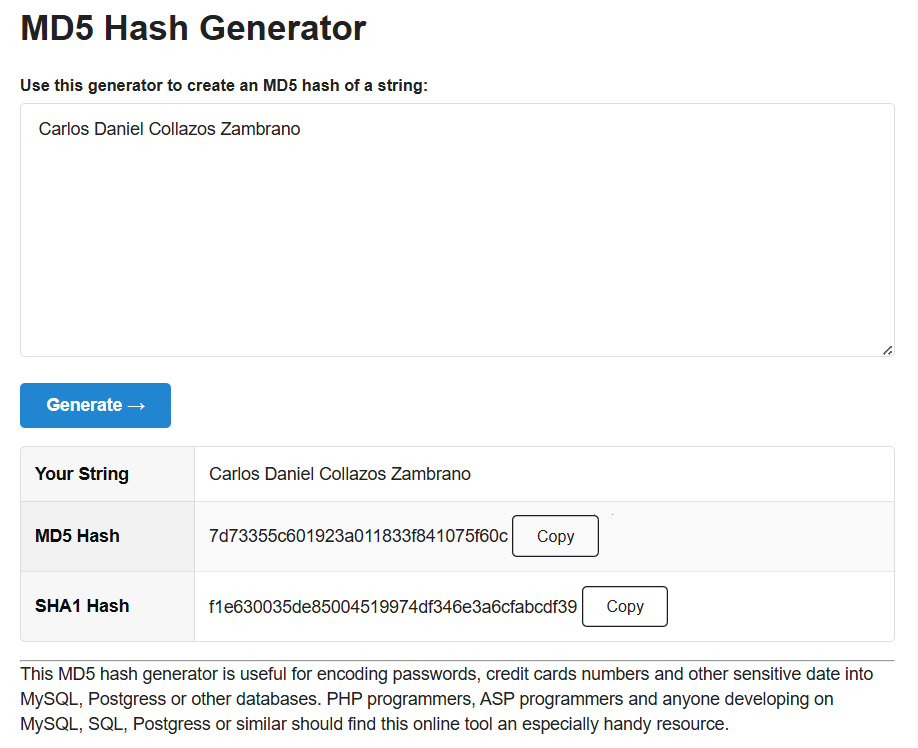 MD5 Hash Generator
Use this generator to create an MD5 hash of a string:
Carlos Daniel Collazos Zambrano
Generate →
Your String Carlos Daniel Collazos Zambrano
MD5 Hash 7d73355c601923a011833f841075f60c Copy
SHA1 Hash f1e630035de85004519974df346e3a6cfabcdf39 Copy
This MD5 hash generator is useful for encoding passwords, credit cards numbers and other sensitive date into
MySQL, Postgress or other databases. PHP programmers, ASP programmers and anyone developing on
MySQL, SQL, Postgress or similar should find this online tool an especially handy resource.